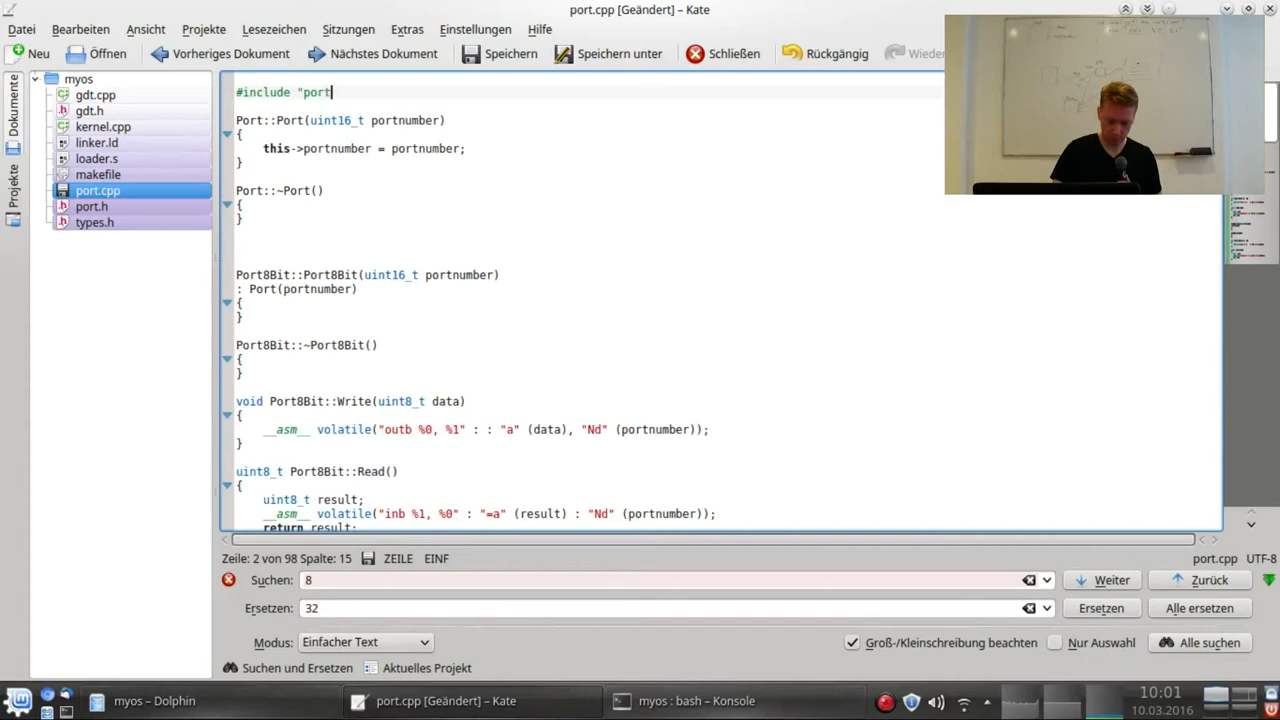 port.cpp [Geändert] – Kate
Datei Bearbeiten Ansicht Projekte Lesezeichen Sitzungen Extras Einstellungen Hilfe
Neu Öffnen Vorheriges Dokument Nächstes Dokument Speichern Speichern unter Schließen Rückgängig
Dokumente
Projekte
myos
gdt.cpp
gdt.h
kernel.cpp
linker.ld
loader.s
makefile
port.cpp
port.h
types.h
#include "port
Port::Port(uint16_t portnumber)
{
this->portnumber = portnumber;
}
Port::~Port()
{
}
Port8Bit::Port8Bit(uint16_t portnumber)
: Port(portnumber)
{
}
Port8Bit::~Port8Bit()
{
}
void Port8Bit::Write(uint8_t data)
{
__asm__ volatile("outb %0, %1" : : "a" (data), "Nd" (portnumber));
}
uint8_t Port8Bit::Read()
{
uint8_t result;
__asm__ volatile("inb %1, %0" : "=a" (result) : "Nd" (portnumber));
return result;
Zeile: 2 von 98 Spalte: 15 ZEILE EINF port.cpp UTF-8
Suchen: 8 Weiter Zurück
Ersetzen: 32 Ersetzen Alle ersetzen
Modus: Einfacher Text Groß-/Kleinschreibung beachten Nur Auswahl Alle suchen
Suchen und Ersetzen Aktuelles Projekt
myos – Dolphin port.cpp [Geändert] – Kate myos : bash – Konsole 10:01
10.03.2016